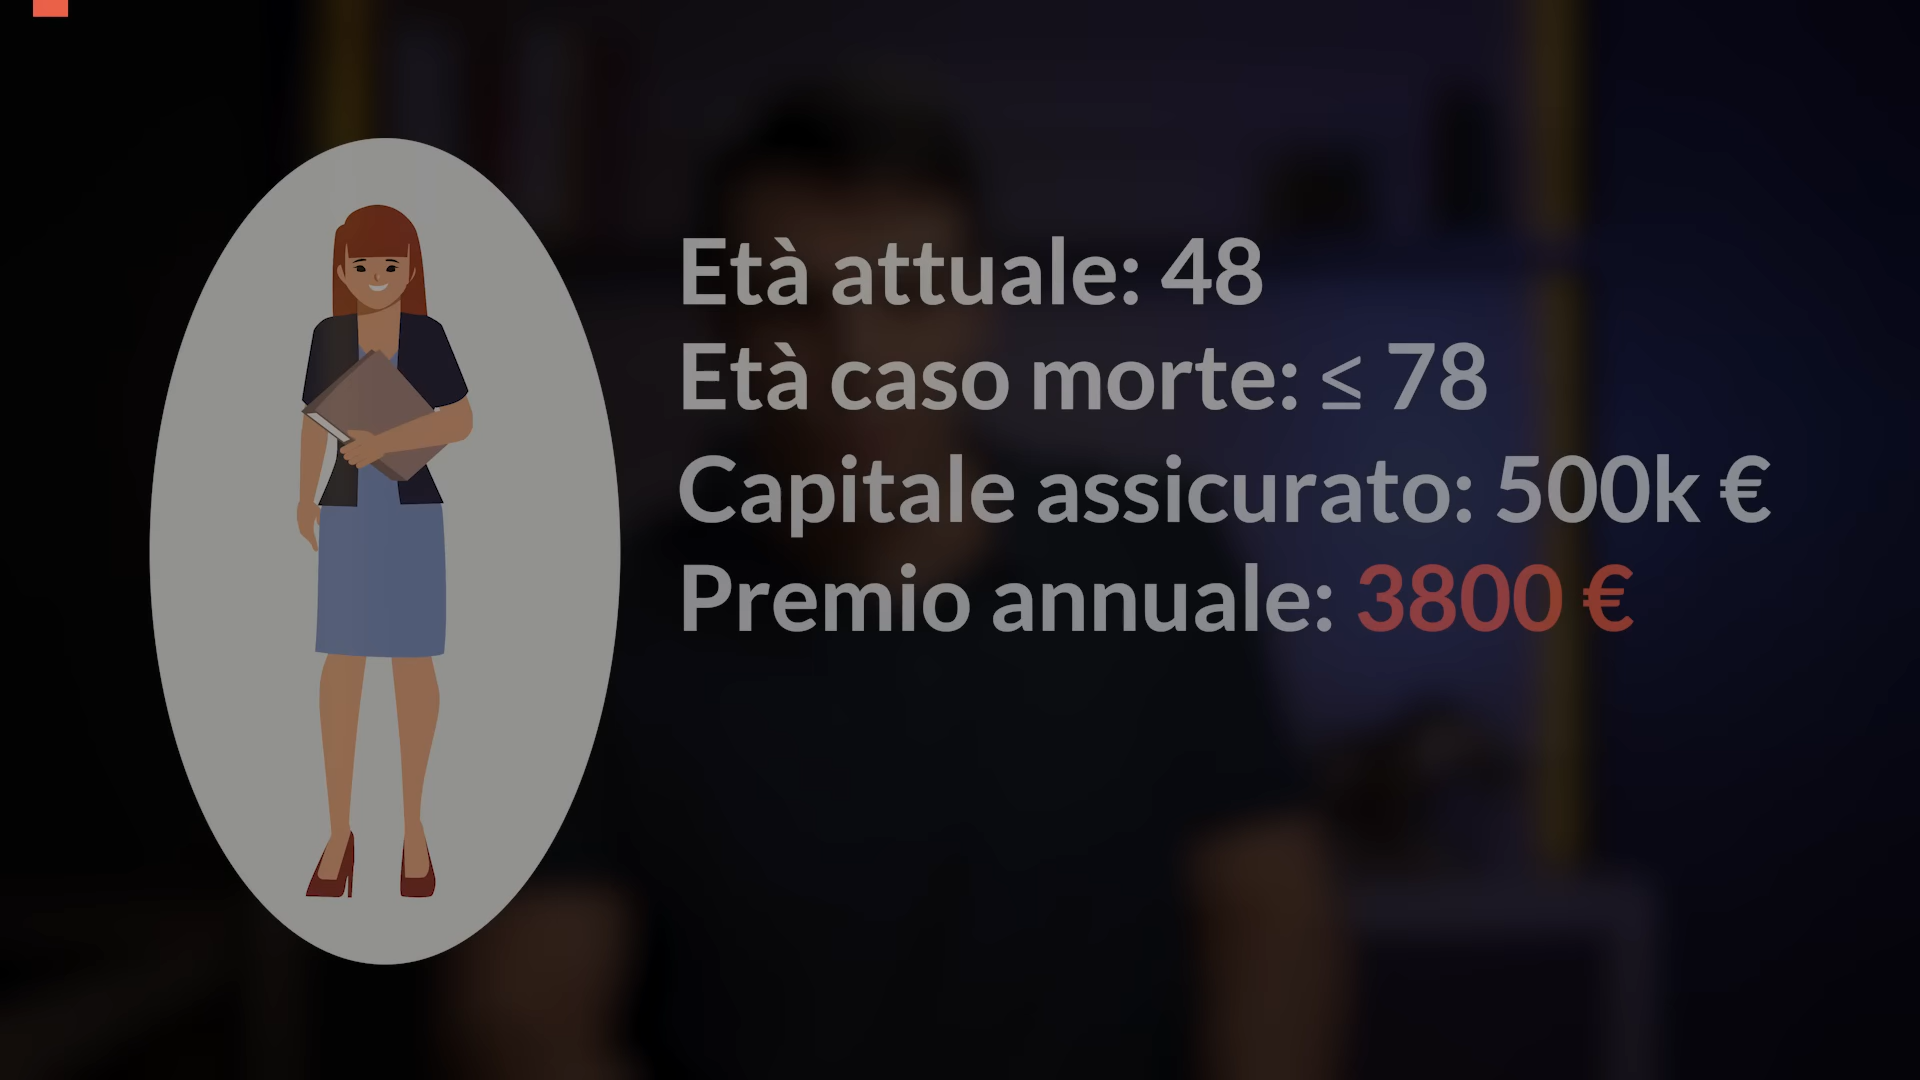 Età attuale: 48
Età caso morte: ≤ 78
Capitale assicurato: 500k €
Premio annuale: 3800 €